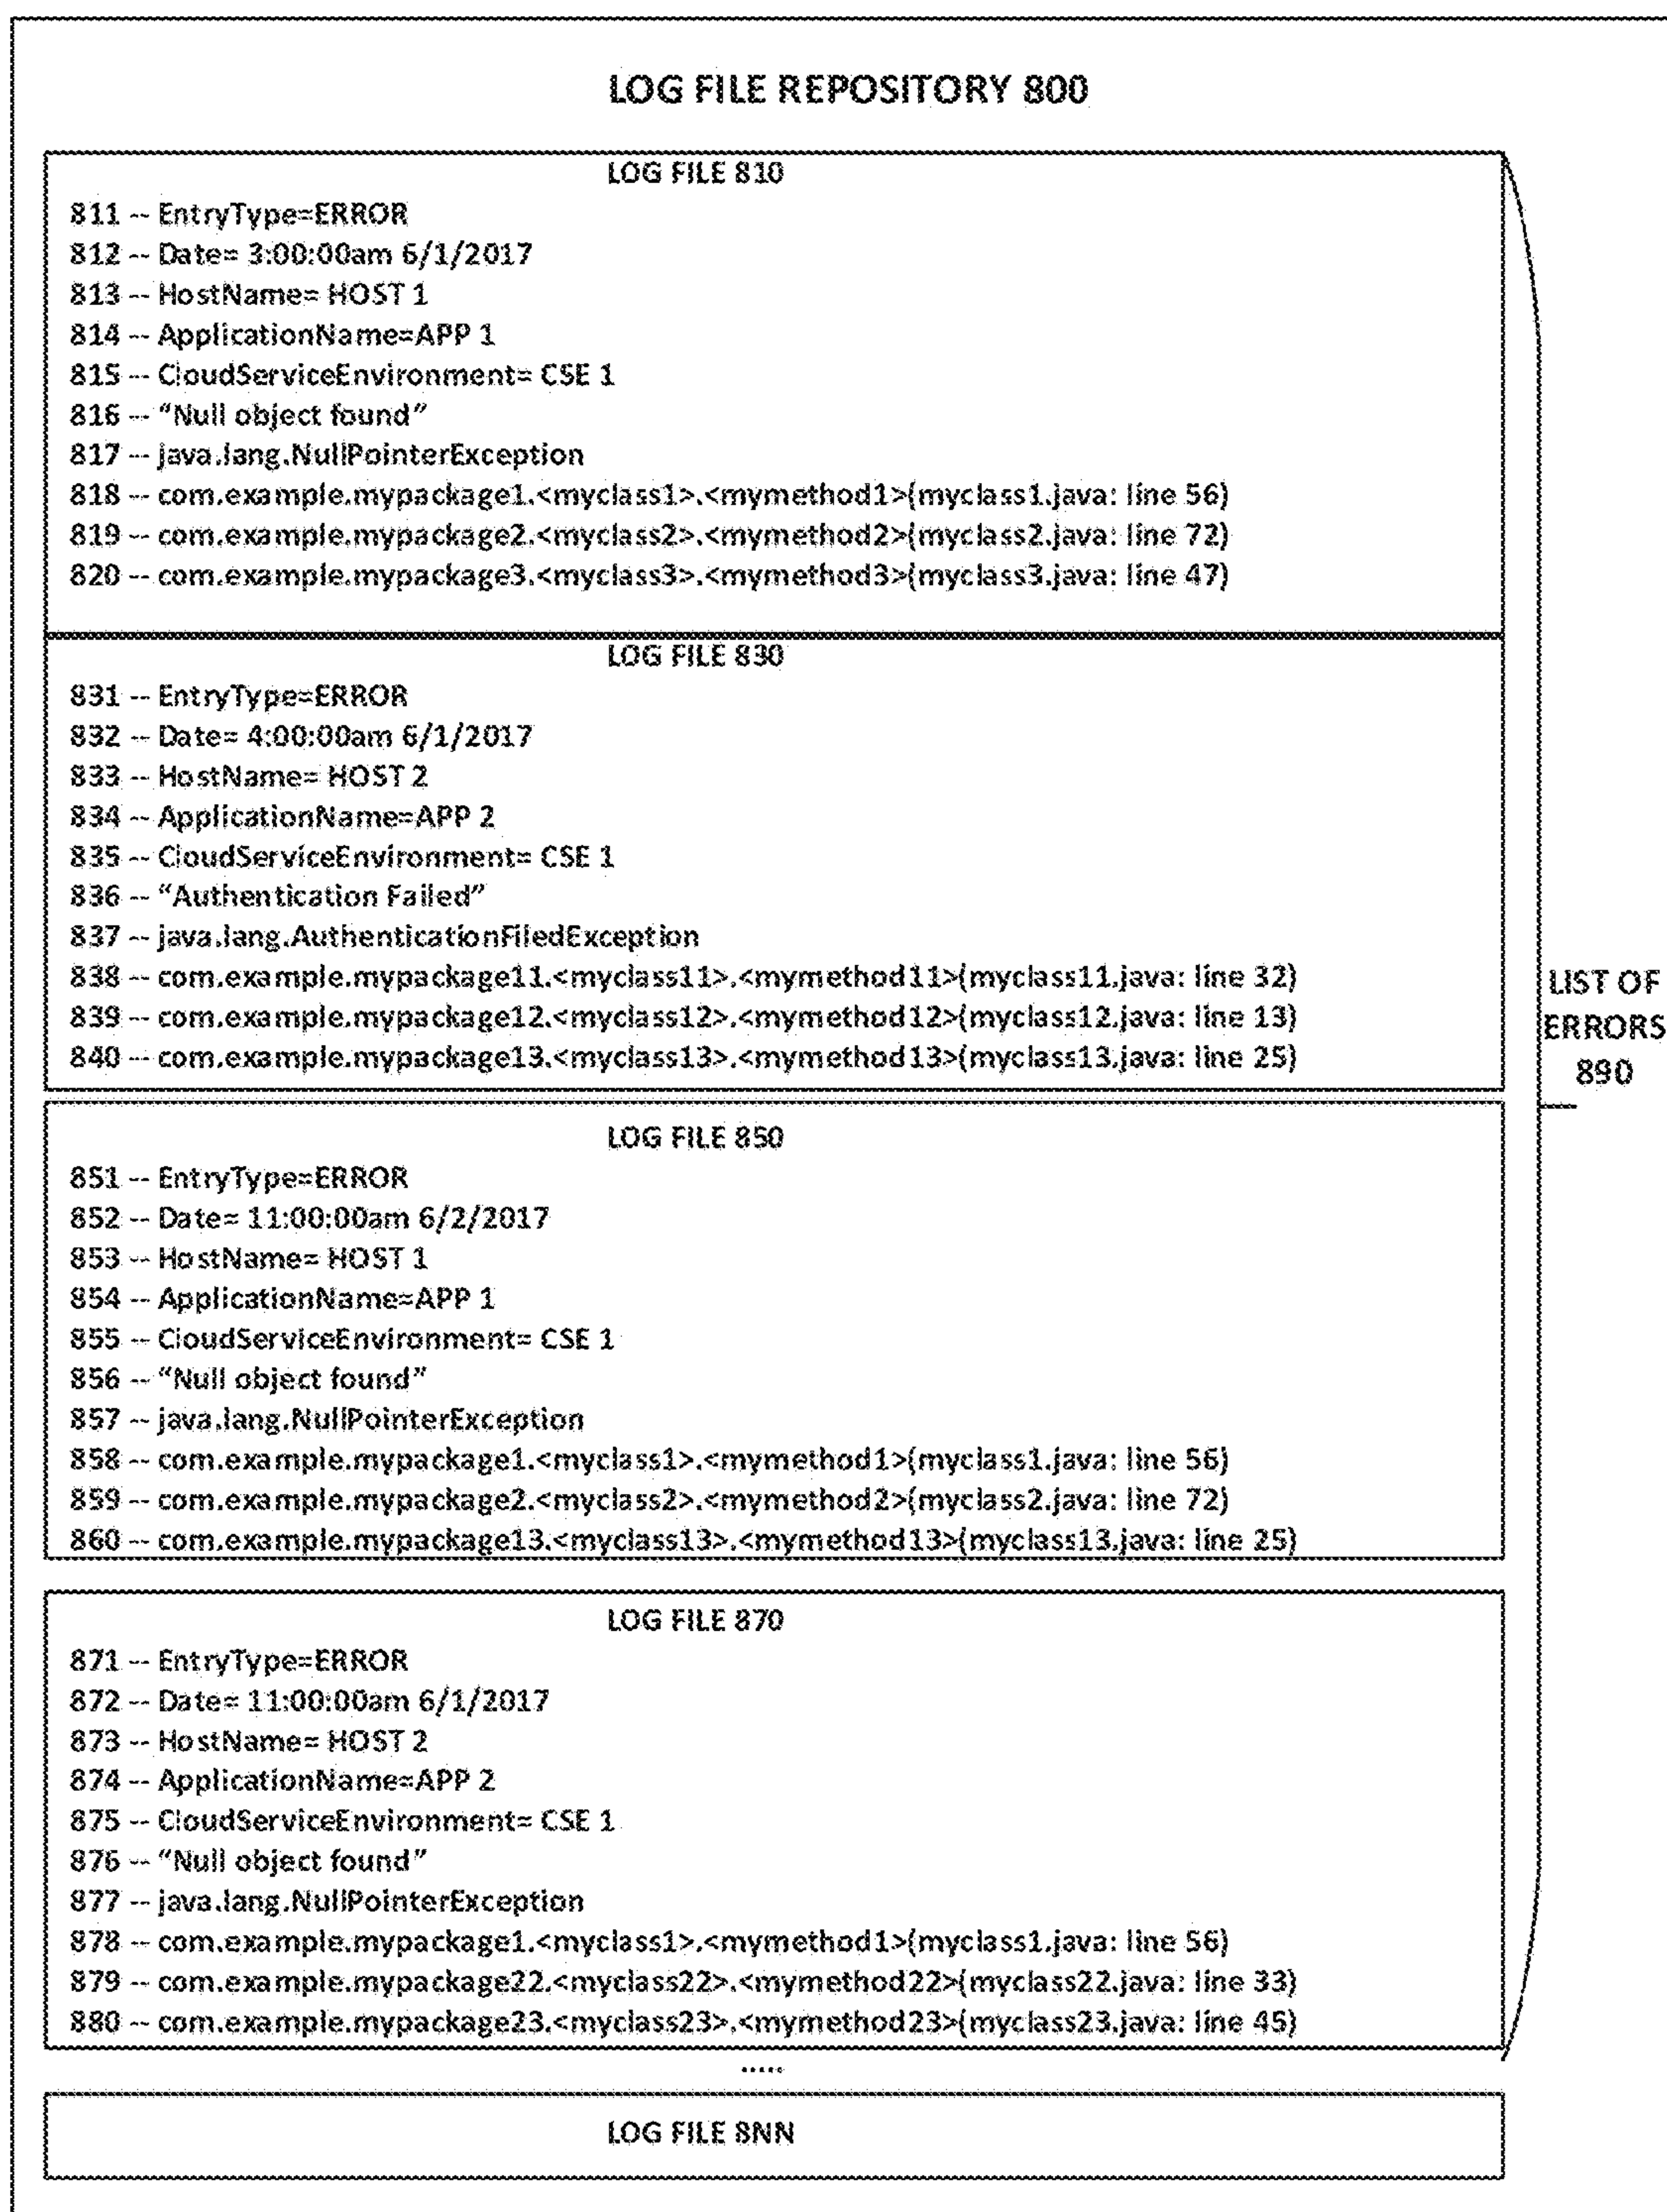 LOG FILE REPOSITORY 800
LOG FILE 810
811 -- EntryType=ERROR
812 -- Date= 3:00:00am 6/1/2017
813 -- HostName= HOST 1
814 -- ApplicationName=APP 1
815 -- CloudServiceEnvironment= CSE 1
816 -- "Null object found"
817 -- java.lang.NullPointerException
818 -- com.example.mypackage1.<myclass1>.<mymethod1>(myclass1.java: line 56)
819 -- com.example.mypackage2.<myclass2>.<mymethod2>(myclass2.java: line 72)
820 -- com.example.mypackage3.<myclass3>.<mymethod3>(myclass3.java: line 47)
LOG FILE 830
831 -- EntryType=ERROR
832 -- Date= 4:00:00am 6/1/2017
833 -- HostName= HOST 2
834 -- ApplicationName=APP 2
835 -- CloudServiceEnvironment= CSE 1
836 -- "Authentication Failed"
837 -- java.lang.AuthenticationFiledException
838 -- com.example.mypackage11.<myclass11>.<mymethod11>(myclass11.java: line 32)
839 -- com.example.mypackage12.<myclass12>.<mymethod12>(myclass12.java: line 13)
840 -- com.example.mypackage13.<myclass13>.<mymethod13>(myclass13.java: line 25)
LOG FILE 850
851 -- EntryType=ERROR
852 -- Date= 11:00:00am 6/2/2017
853 -- HostName= HOST 1
854 -- ApplicationName=APP 1
855 -- CloudServiceEnvironment= CSE 1
856 -- "Null object found"
857 -- java.lang.NullPointerException
858 -- com.example.mypackage1.<myclass1>.<mymethod1>(myclass1.java: line 56)
859 -- com.example.mypackage2.<myclass2>.<mymethod2>(myclass2.java: line 72)
860 -- com.example.mypackage13.<myclass13>.<mymethod13>(myclass13.java: line 25)
LOG FILE 870
871 -- EntryType=ERROR
872 -- Date= 11:00:00am 6/1/2017
873 -- HostName= HOST 2
874 -- ApplicationName=APP 2
875 -- CloudServiceEnvironment= CSE 1
876 -- "Null object found"
877 -- java.lang.NullPointerException
878 -- com.example.mypackage1.<myclass1>.<mymethod1>(myclass1.java: line 56)
879 -- com.example.mypackage22.<myclass22>.<mymethod22>(myclass22.java: line 33)
880 -- com.example.mypackage23.<myclass23>.<mymethod23>(myclass23.java: line 45)
.....
LOG FILE 8NN
LIST OF
ERRORS
890